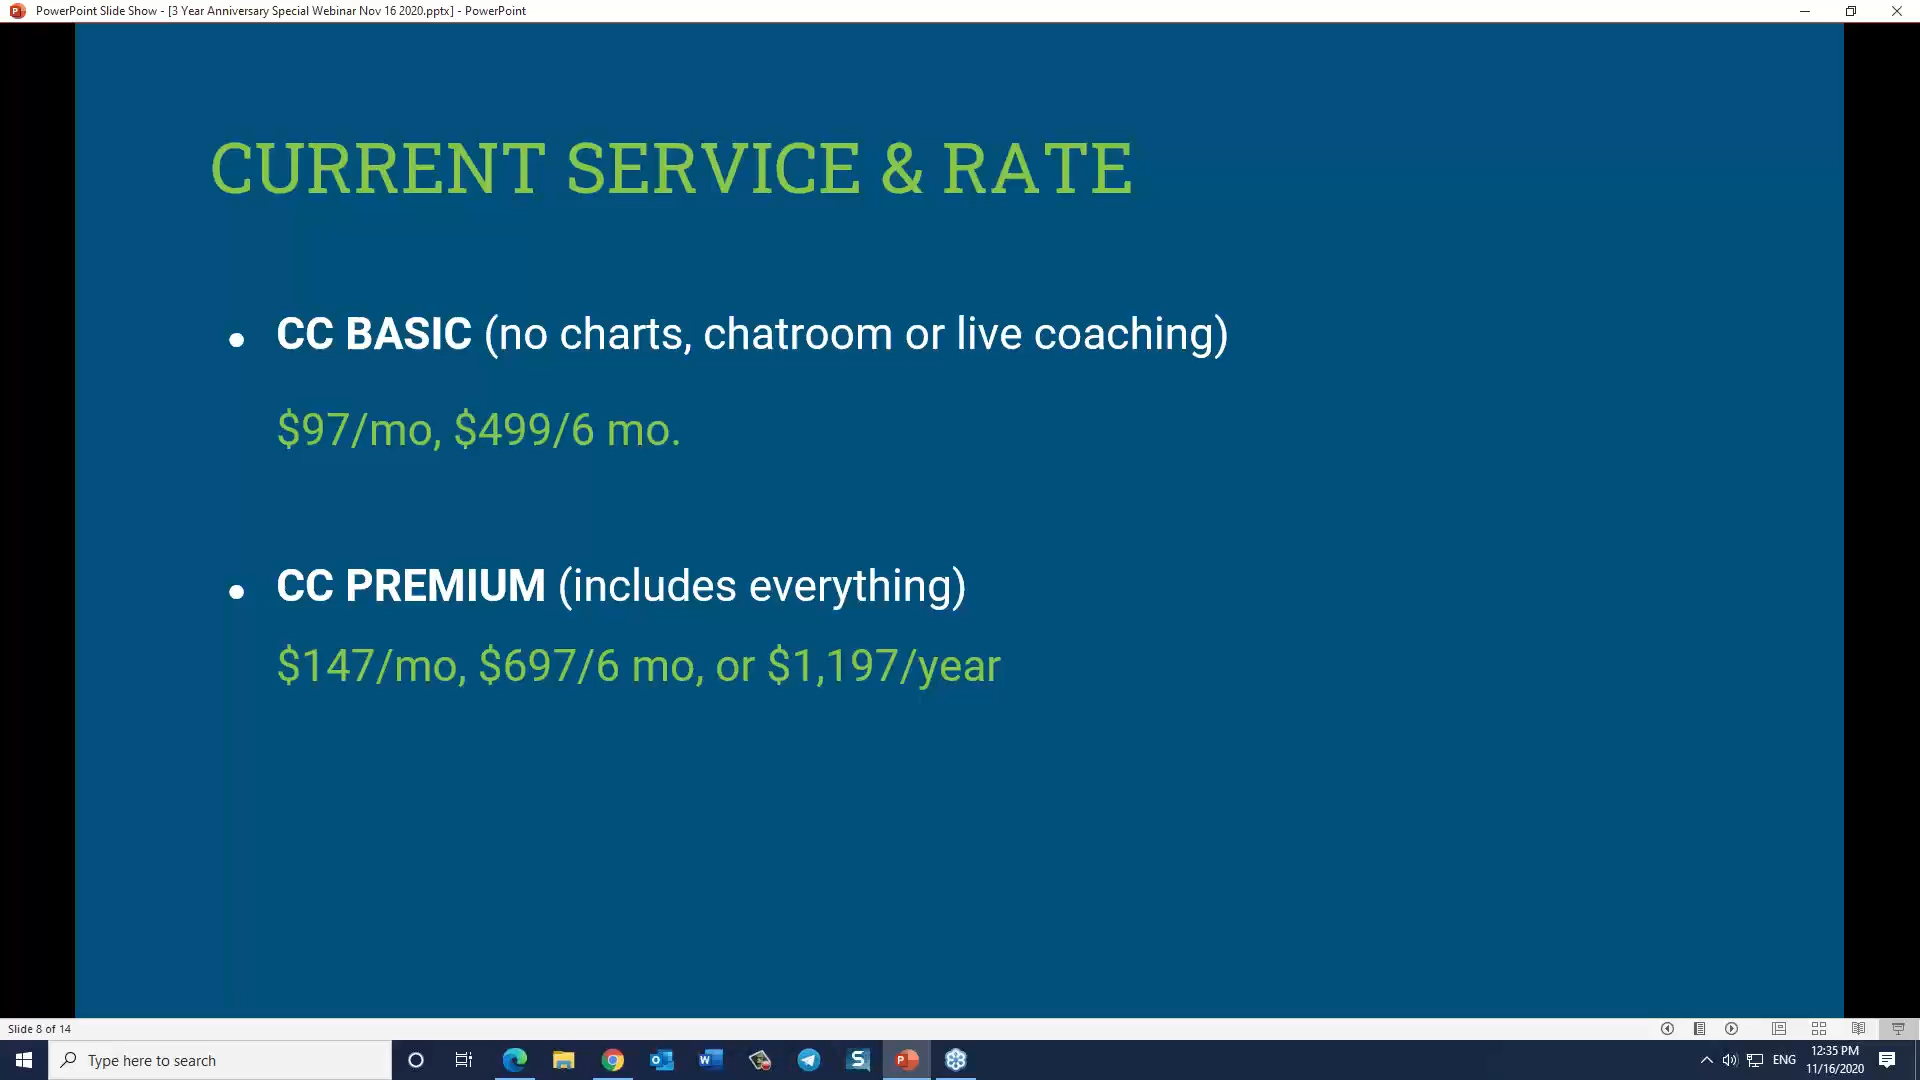 PowerPoint Slide Show - [3 Year Anniversary Special Webinar Nov 16 2020.pptx] - PowerPoint
CURRENT SERVICE & RATE
• CC BASIC (no charts, chatroom or live coaching)
$97/mo, $499/6 mo.
• CC PREMIUM (includes everything)
$147/mo, $697/6 mo, or $1,197/year
Slide 8 of 14
Type here to search
ENG
12:35 PM
11/16/2020